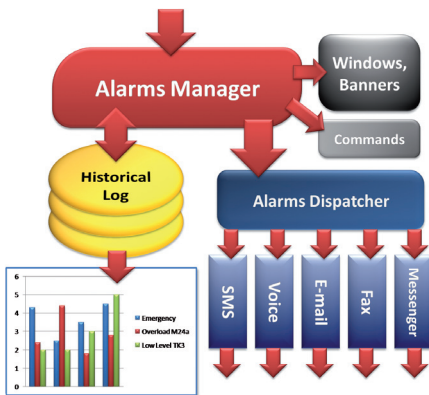 Alarms Manager
Windows,
Banners
Commands
Historical
Log
Alarms Dispatcher
SMS
Voice
E-mail
Fax
Messenger
6
5
4
3
2
1
0
Emergency
Overload M24a
Low Level TK3